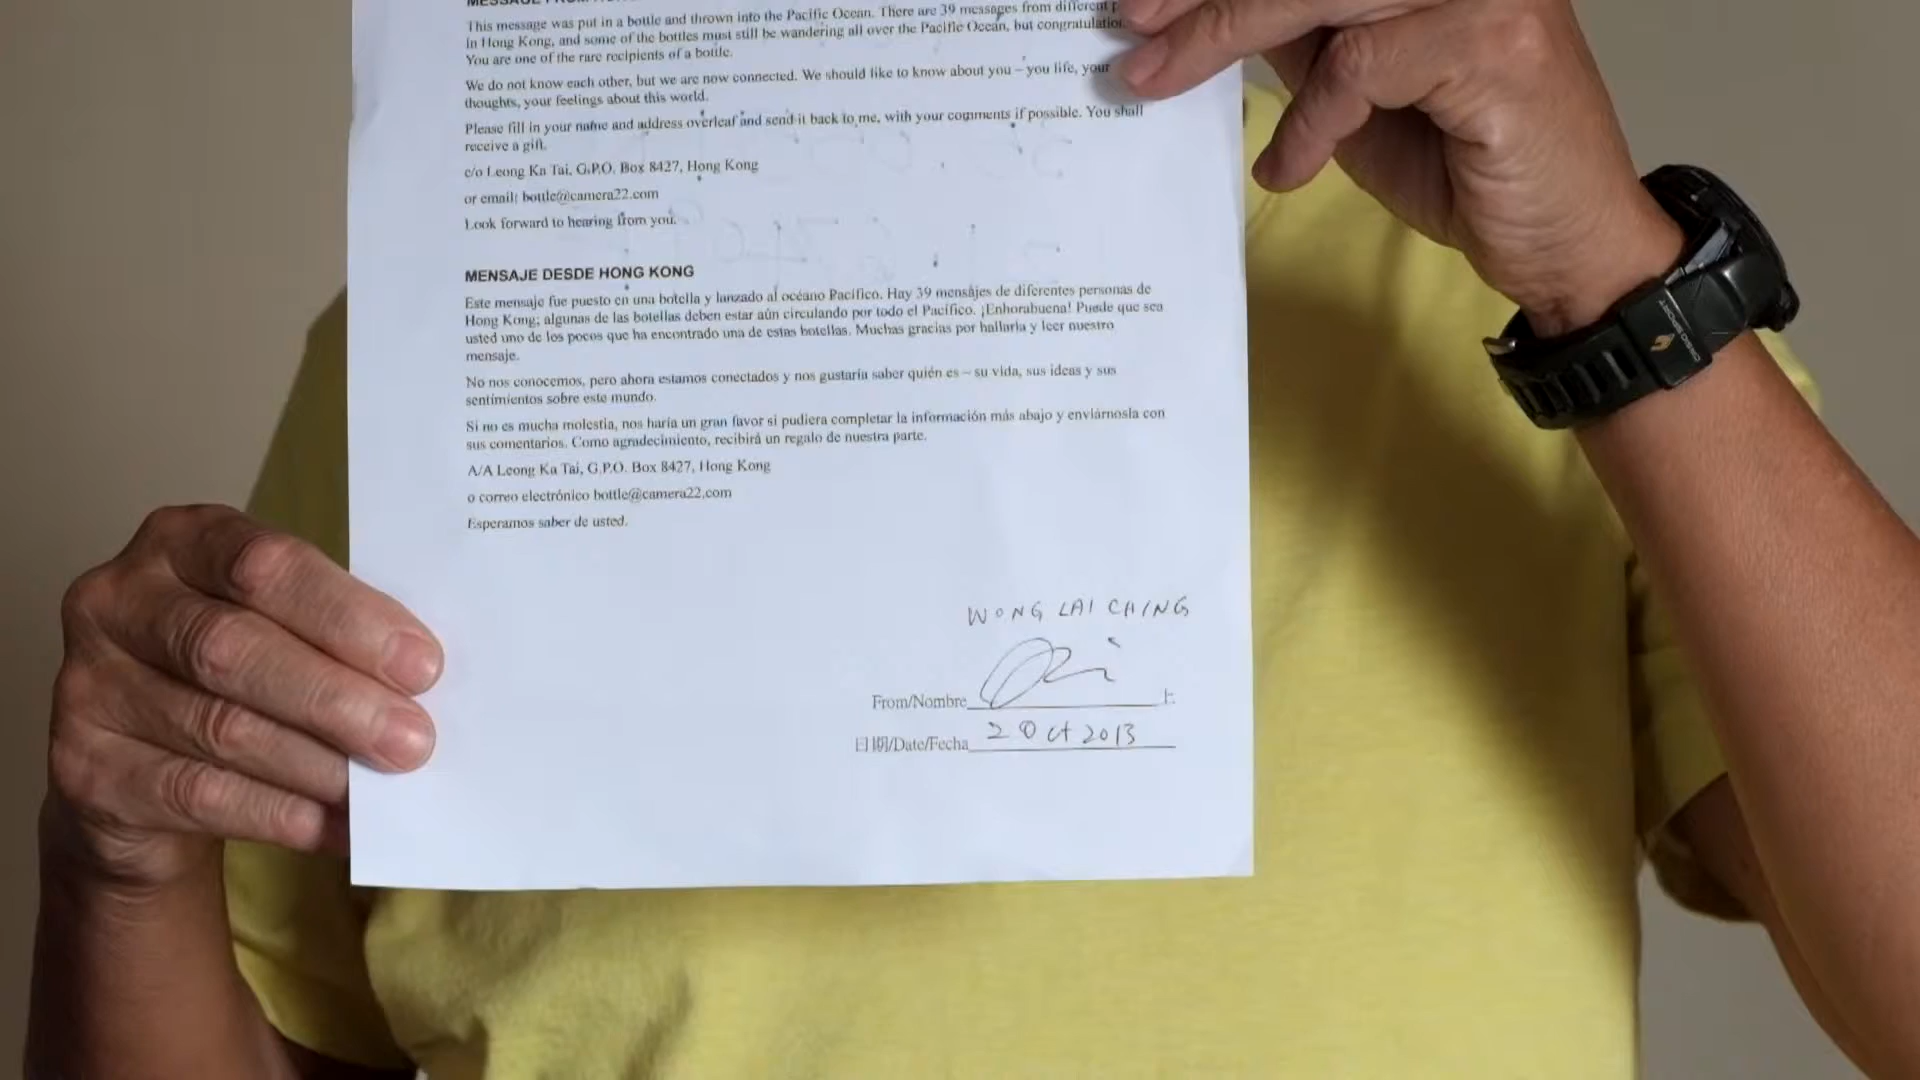 MESSAGE FROM HONG
This message was put in a bottle and thrown into the Pacific Ocean. There are 39 messages from different
in Hong Kong, and some of the bottles must still be wandering all over the Pacific Ocean, but
You are one of the rare recipients of a bottle.
We do not know each other, but we are now connected. We should like to know about you – you life, your
thoughts, your feelings about this world.
Please fill in your name and address overleaf and send it back to me, with your comments if possible. You shall
receive a gift.
c/o Leong Ka Tai, G.P.O. Box 8427, Hong Kong
or email: bottle@camera22.com
Look forward to hearing from you.
MENSAJE DESDE HONG KONG
Este mensaje fue puesto en una botella y lanzado al océano Pacífico. Hay 39 mensajes de diferentes personas de
Hong Kong; algunas de las botellas deben estar aún circulando por todo el Pacífico. ¡Enhorabuena! Puede que sea
usted uno de los pocos que ha encontrado una de estas botellas. Muchas gracias por hallarla y leer nuestro
mensaje.
No nos conocemos, pero ahora estamos conectados y nos gustaría saber quién es – su vida, sus ideas y sus
sentimientos sobre este mundo.
Si no es mucha molestia, nos haría un gran favor si pudiera completar la información más abajo y enviárnosla con
sus comentarios. Como agradecimiento, recibirá un regalo de nuestra parte.
A/A Leong Ka Tai, G.P.O. Box 8427, Hong Kong
o correo electrónico bottle@camera22.com
Esperamos saber de usted.
WONG LAI CHING
From/Nombre 上
日期/Date/Fecha 2 Oct 2013
CASIO SPORT